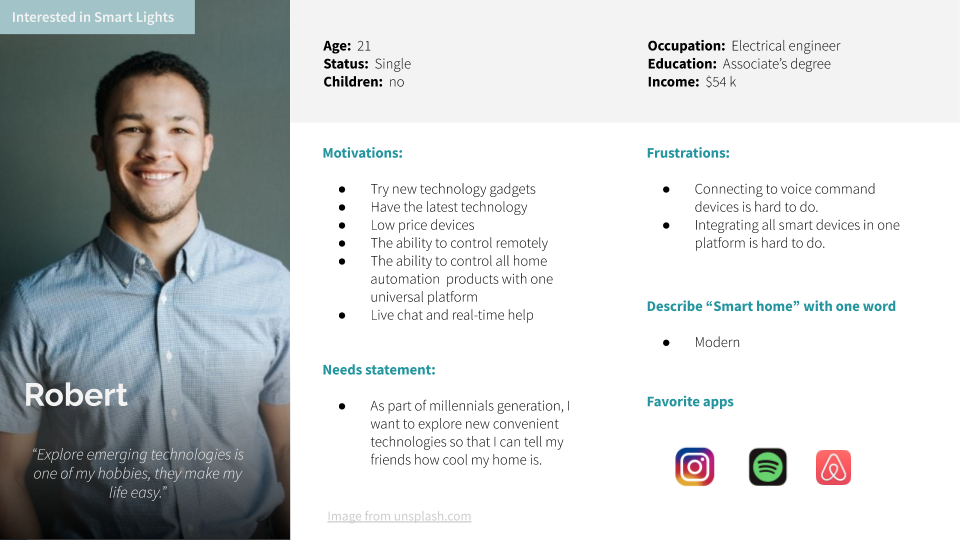 Interested in Smart Lights
Robert
“Explore emerging technologies is
one of my hobbies, they make my
life easy.”
Age: 21
Status: Single
Children: no
Occupation: Electrical engineer
Education: Associate’s degree
Income: $54 k
Motivations:
● Try new technology gadgets
● Have the latest technology
● Low price devices
● The ability to control remotely
● The ability to control all home
automation products with one
universal platform
● Live chat and real-time help
Needs statement:
● As part of millennials generation, I
want to explore new convenient
technologies so that I can tell my
friends how cool my home is.
Image from unsplash.com
Frustrations:
● Connecting to voice command
devices is hard to do.
● Integrating all smart devices in one
platform is hard to do.
Describe “Smart home” with one word
● Modern
Favorite apps